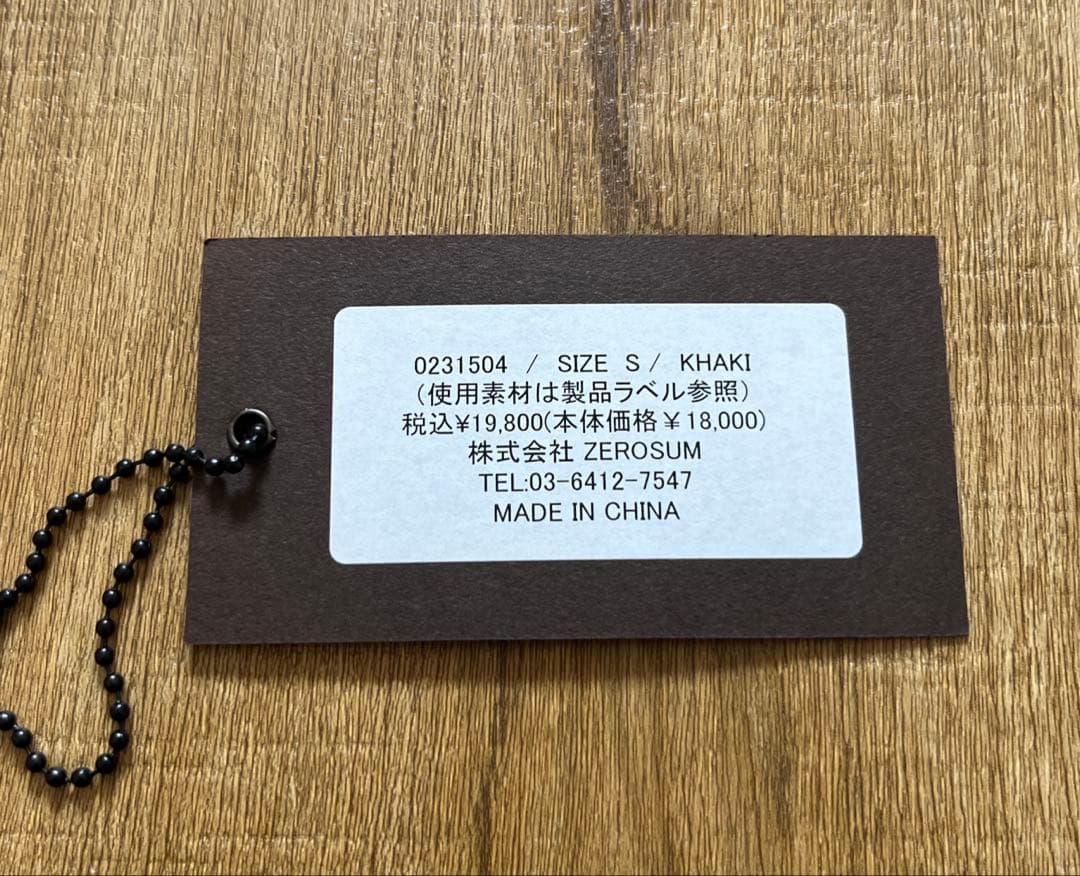 0231504 / SIZE S / KHAKI
(使用素材は製品ラベル参照)
税込¥19,800(本体価格￥18,000)
株式会社 ZEROSUM
TEL:03-6412-7547
MADE IN CHINA